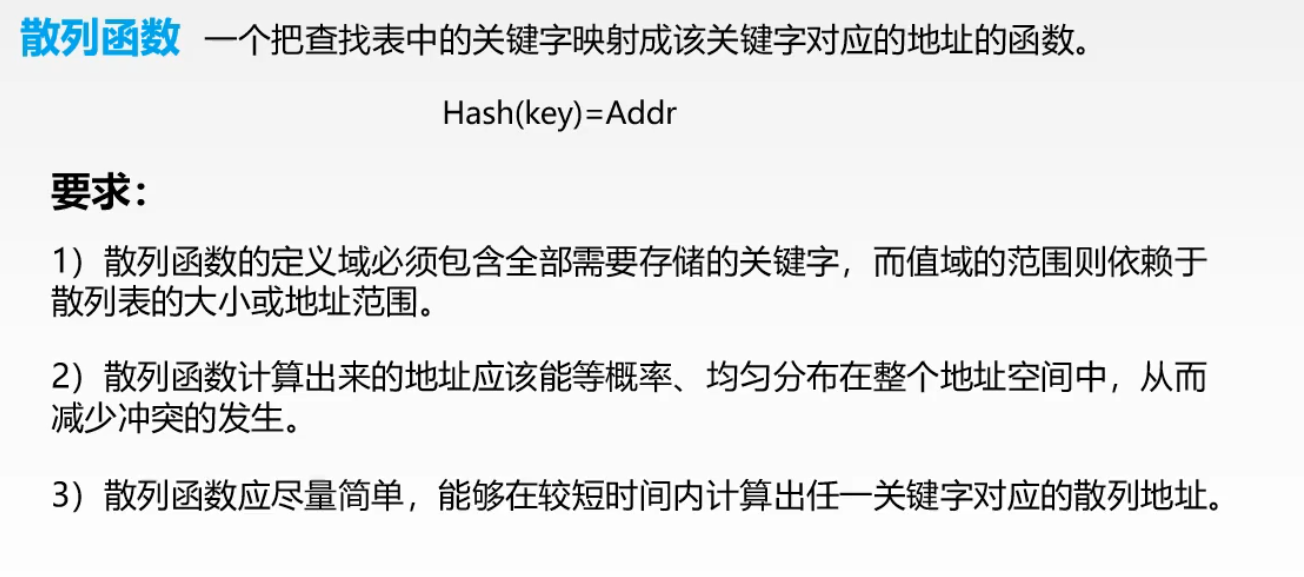 散列函数 一个把查找表中的关键字映射成该关键字对应的地址的函数。
Hash(key)=Addr
要求：
1）散列函数的定义域必须包含全部需要存储的关键字，而值域的范围则依赖于
散列表的大小或地址范围。
2）散列函数计算出来的地址应该能等概率、均匀分布在整个地址空间中，从而
减少冲突的发生。
3）散列函数应尽量简单，能够在较短时间内计算出任一关键字对应的散列地址。